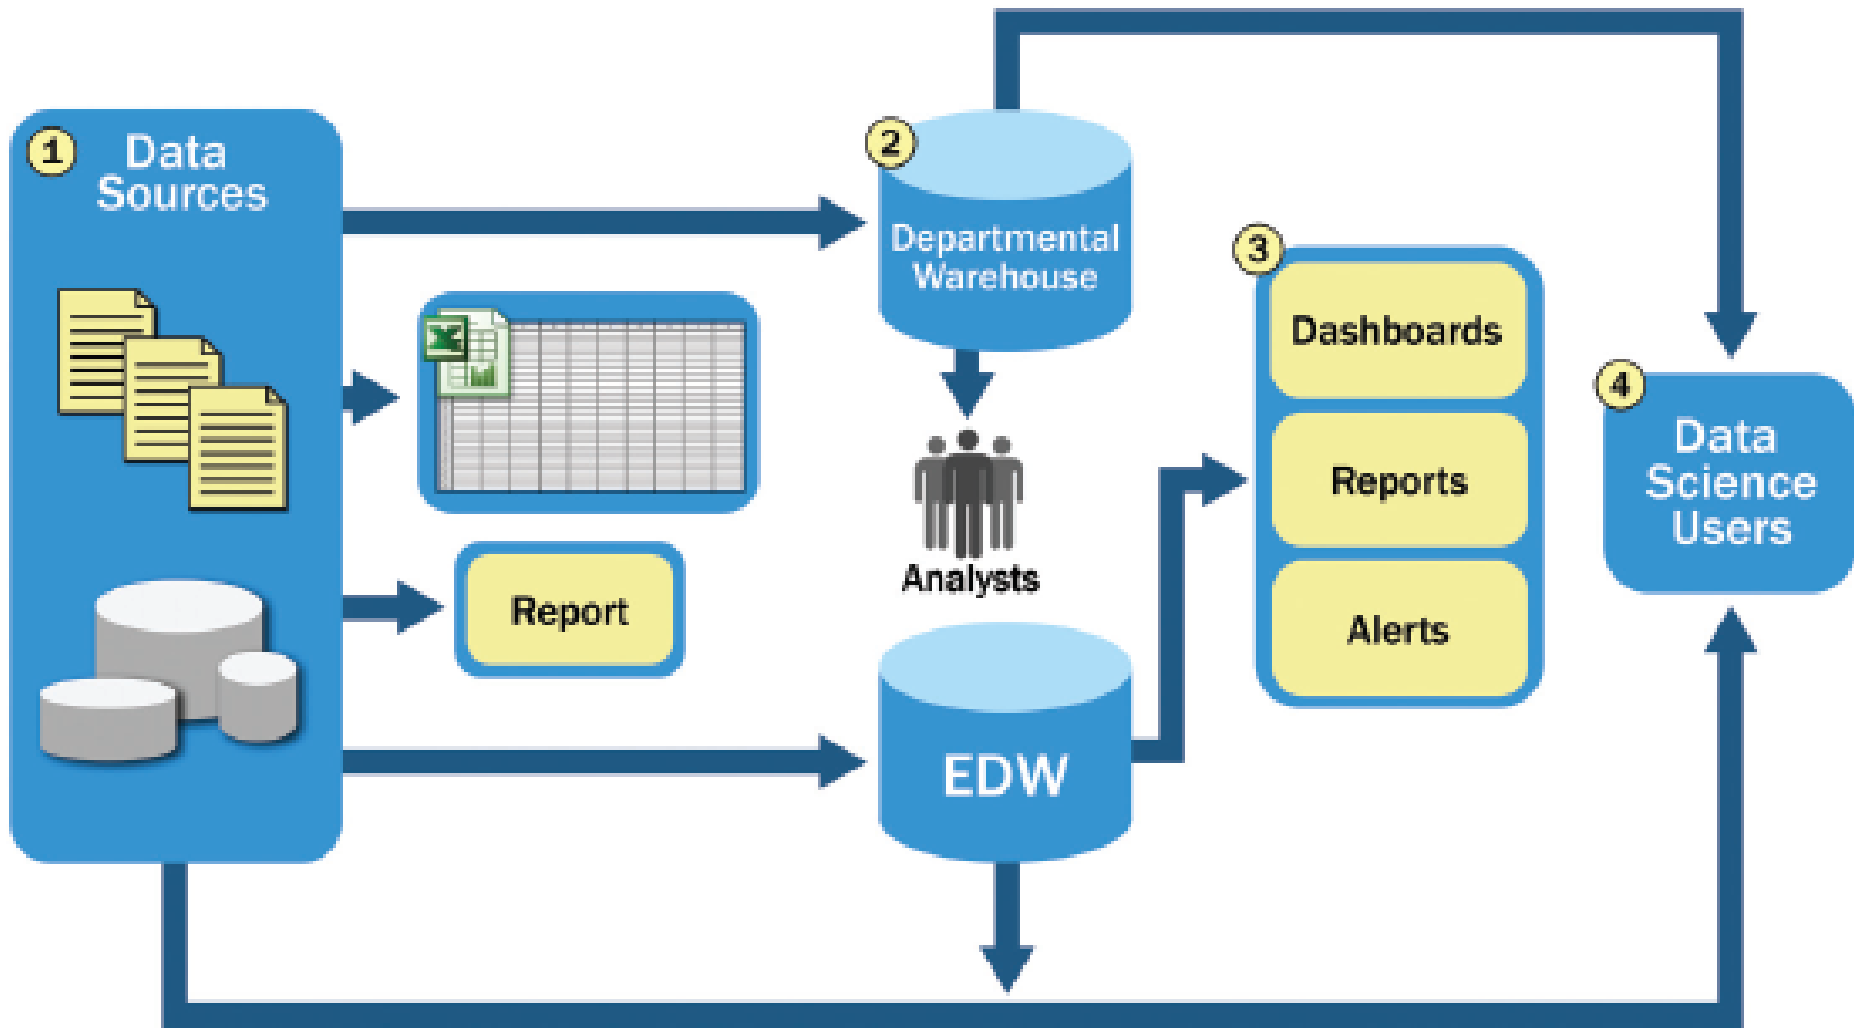 1
Data
Sources
2
Departmental
Warehouse
X
Report
Analysts
EDW
3
Dashboards
Reports
Alerts
4
Data
Science
Users